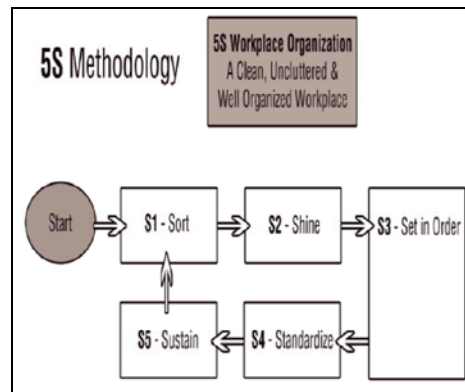 5S Methodology
5S Workplace Organization
A Clean, Uncluttered &
Well Organized Workplace
Start
S1 - Sort
S2 - Shine
S3 - Set in Order
S5 - Sustain
S4 - Standardize